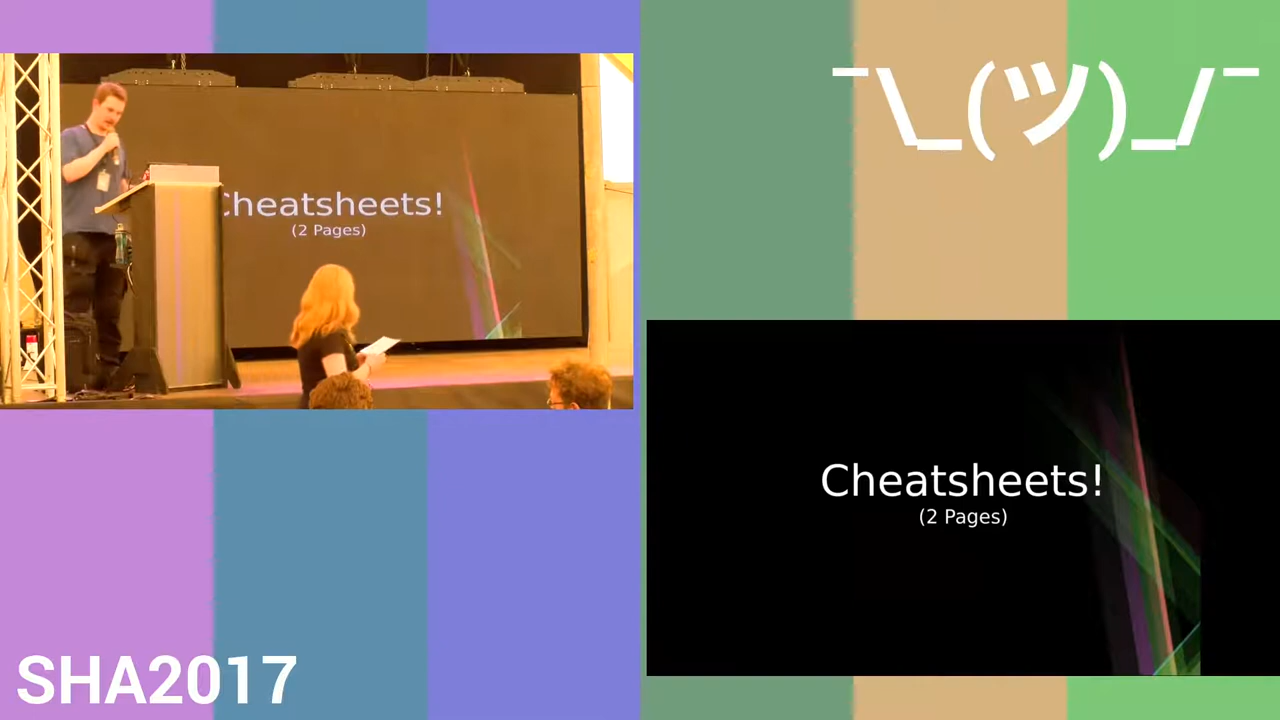 ¯\_(ツ)_/¯
Cheatsheets!
(2 Pages)
Cheatsheets!
(2 Pages)
SHA2017